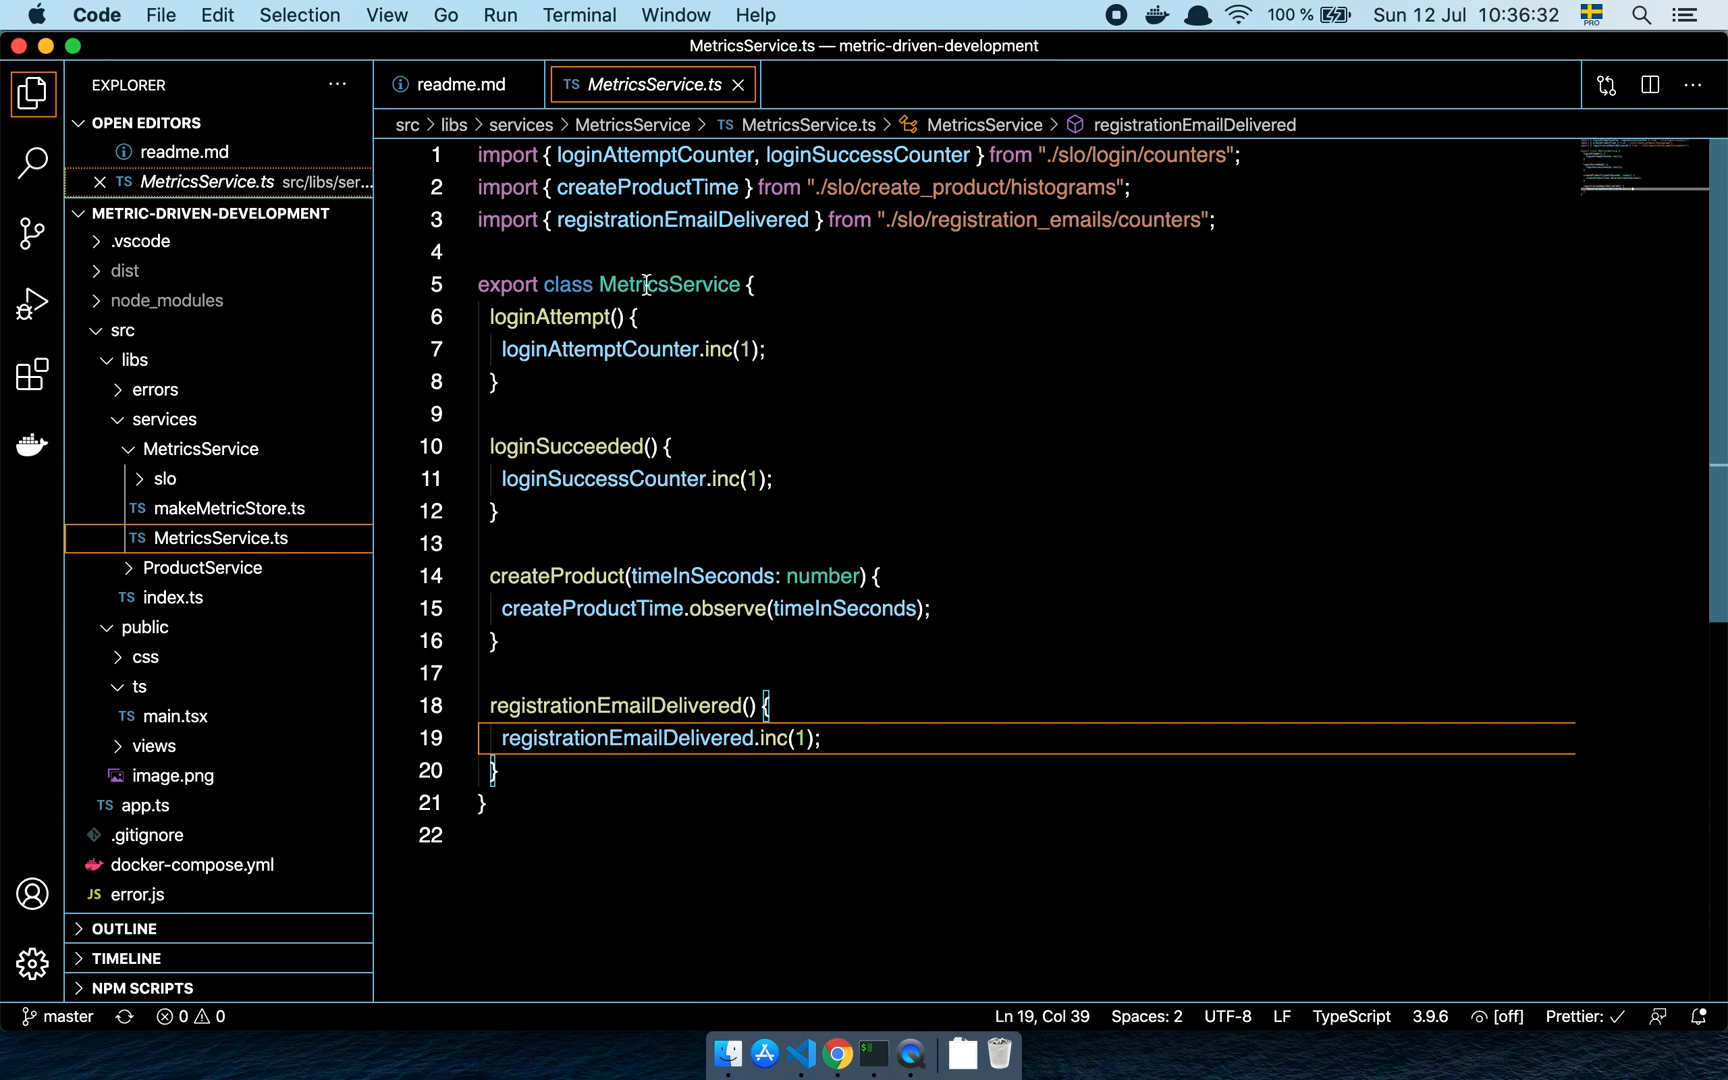 Code File Edit Selection View Go Run Terminal Window Help 100 % Sun 12 Jul 10:36:32 PRO
MetricsService.ts — metric-driven-development
EXPLORER
readme.md
TS MetricsService.ts
src > libs > services > MetricsService > TS MetricsService.ts > MetricsService > registrationEmailDelivered
OPEN EDITORS
readme.md
TS MetricsService.ts src/libs/ser...
METRIC-DRIVEN-DEVELOPMENT
.vscode
dist
node_modules
src
libs
errors
services
MetricsService
slo
TS makeMetricStore.ts
TS MetricsService.ts
ProductService
TS index.ts
public
css
ts
TS main.tsx
views
image.png
TS app.ts
.gitignore
docker-compose.yml
JS error.js
OUTLINE
TIMELINE
NPM SCRIPTS
1 import { loginAttemptCounter, loginSuccessCounter } from "./slo/login/counters";
2 import { createProductTime } from "./slo/create_product/histograms";
3 import { registrationEmailDelivered } from "./slo/registration_emails/counters";
4
5 export class MetricsService {
6 loginAttempt() {
7 loginAttemptCounter.inc(1);
8 }
9
10 loginSucceeded() {
11 loginSuccessCounter.inc(1);
12 }
13
14 createProduct(timeInSeconds: number) {
15 createProductTime.observe(timeInSeconds);
16 }
17
18 registrationEmailDelivered() {
19 registrationEmailDelivered.inc(1);
20 }
21 }
22
master 0 0 Ln 19, Col 39 Spaces: 2 UTF-8 LF TypeScript 3.9.6 [off] Prettier: ✓